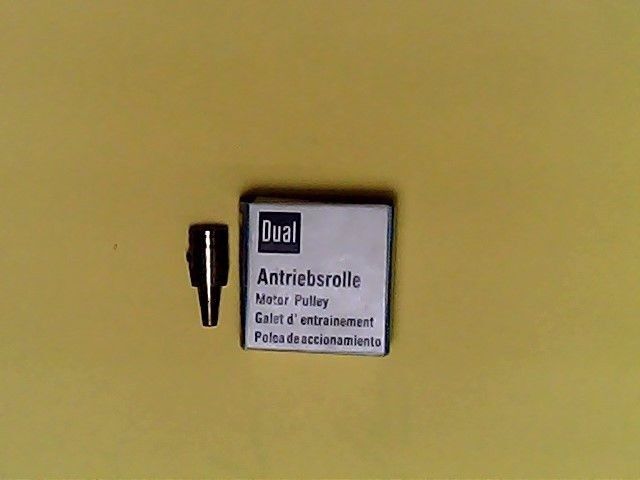 Dual
Antriebsrolle
Motor Pulley
Galet d' entrainement
Polea de accionamiento